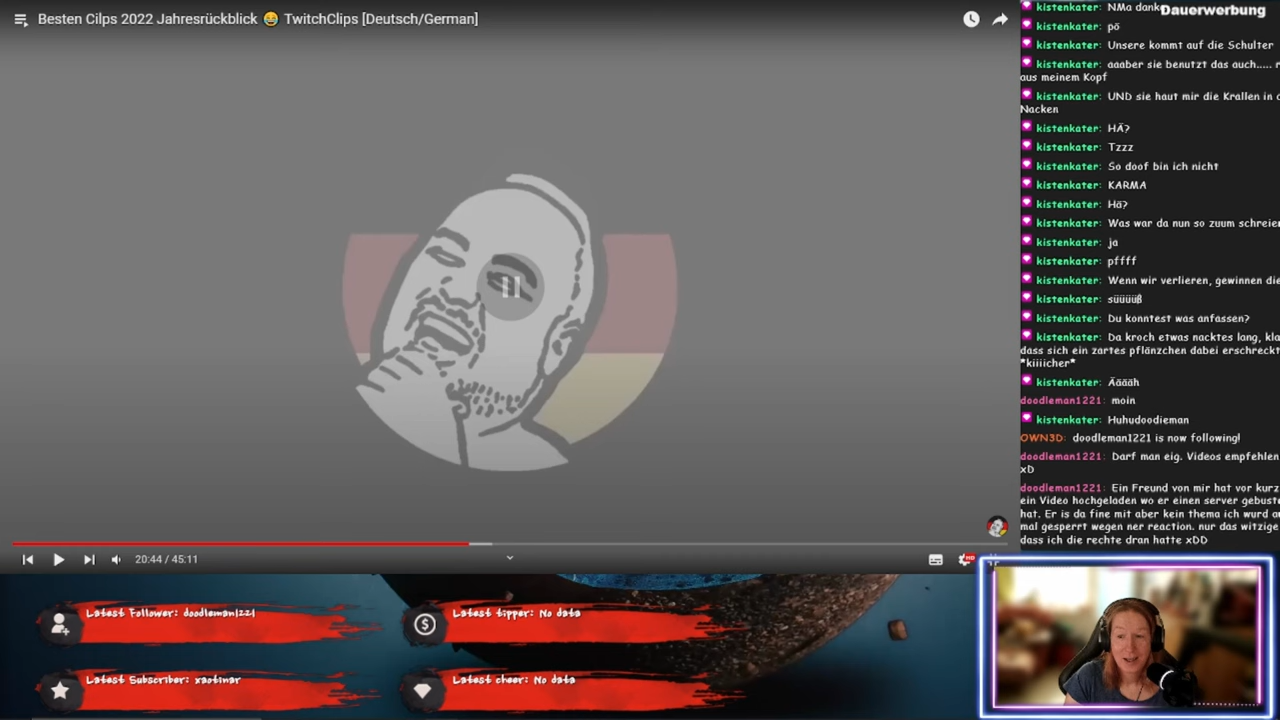 Besten Cilps 2022 Jahresrückblick 😂 TwitchClips [Deutsch/German]
20:44 / 45:11
HD
Dauerwerbung
kistenkater: NMa danke
kistenkater: pö
kistenkater: Unsere kommt auf die Schulter
kistenkater: aaaber sie benutzt das auch.....
aus meinem Kopf
kistenkater: UND sie haut mir die Krallen in
Nacken
kistenkater: HÄ?
kistenkater: Tzzz
kistenkater: So doof bin ich nicht
kistenkater: KARMA
kistenkater: Hä?
kistenkater: Was war da nun so zuum schreien
kistenkater: ja
kistenkater: pffff
kistenkater: Wenn wir verlieren, gewinnen die
kistenkater: süüüüß
kistenkater: Du konntest was anfassen?
kistenkater: Da kroch etwas nacktes lang,
dass sich ein zartes pflänzchen dabei erschreckt
*kiiiicher*
kistenkater: Äääääh
doodleman1221: moin
kistenkater: Huhudoodieman
OWN3D: doodleman1221 is now following!
doodleman1221: Darf man eig. Videos empfehlen
xD
doodleman1221: Ein Freund von mir hat vor kurz
ein Video hochgeladen wo er einen server gebuste
hat. Er is da fine mit aber kein thema ich wurd
mal gesperrt wegen ner reaction. nur das witzige
dass ich die rechte dran hatte xDD
Latest Follower: doodleman1221
Latest tipper: No data
Latest Subscriber: xaotinar
Latest cheer: No data